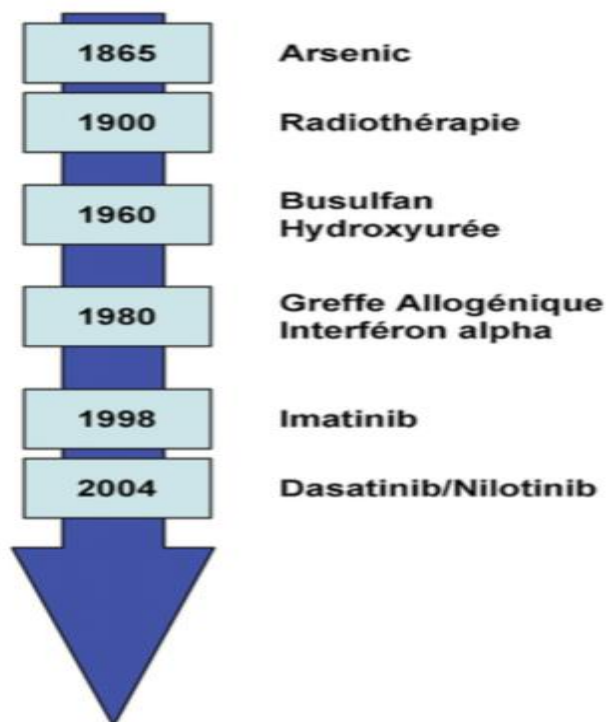 1865 Arsenic
1900 Radiothérapie
1960 Busulfan
Hydroxyurée
1980 Greffe Allogénique
Interféron alpha
1998 Imatinib
2004 Dasatinib/Nilotinib